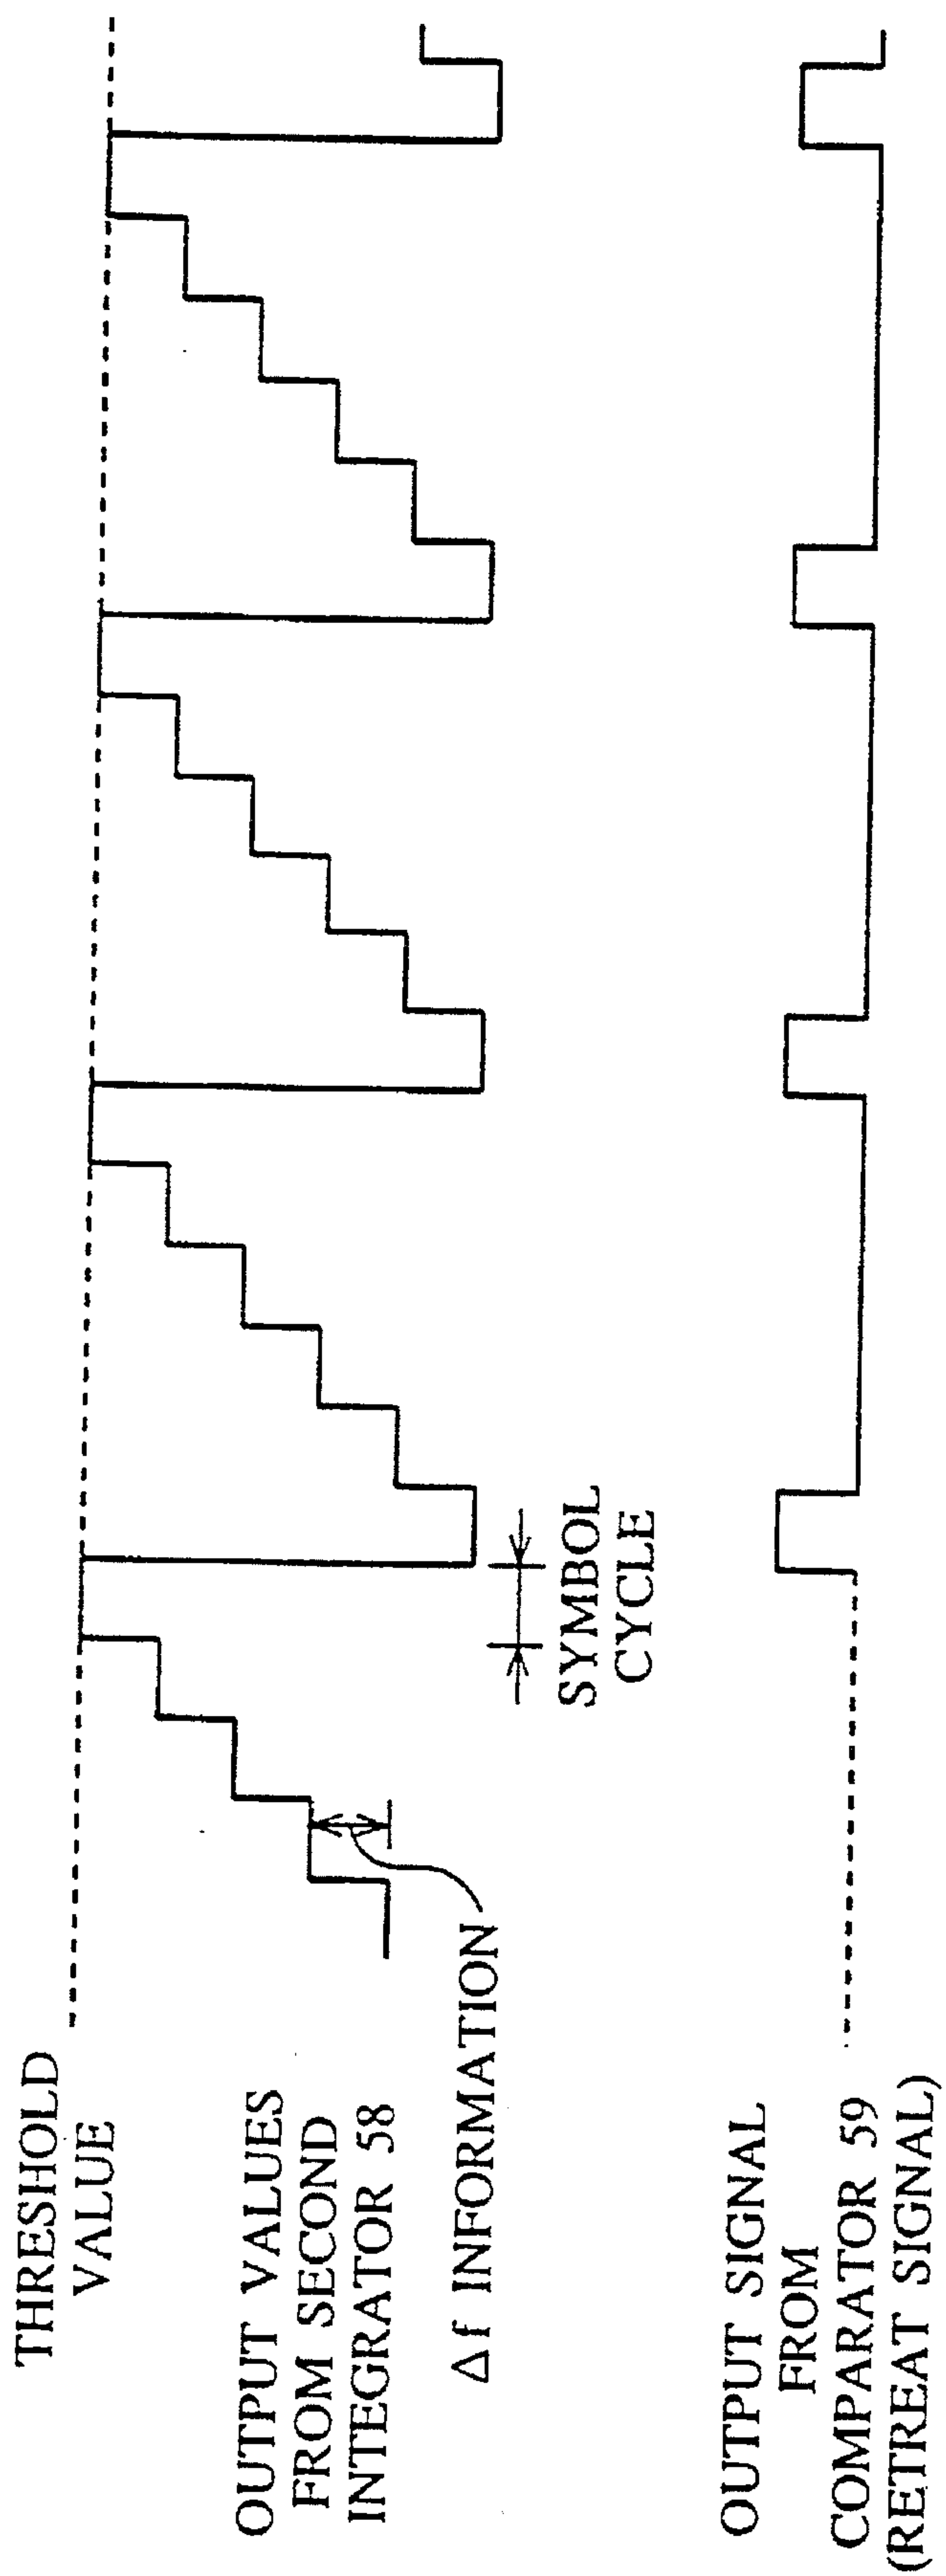 THRESHOLD
VALUE
OUTPUT VALUES
FROM SECOND
INTEGRATOR 58
Δf INFORMATION
SYMBOL
CYCLE
OUTPUT SIGNAL
FROM
COMPARATOR 59
(RETREAT SIGNAL)